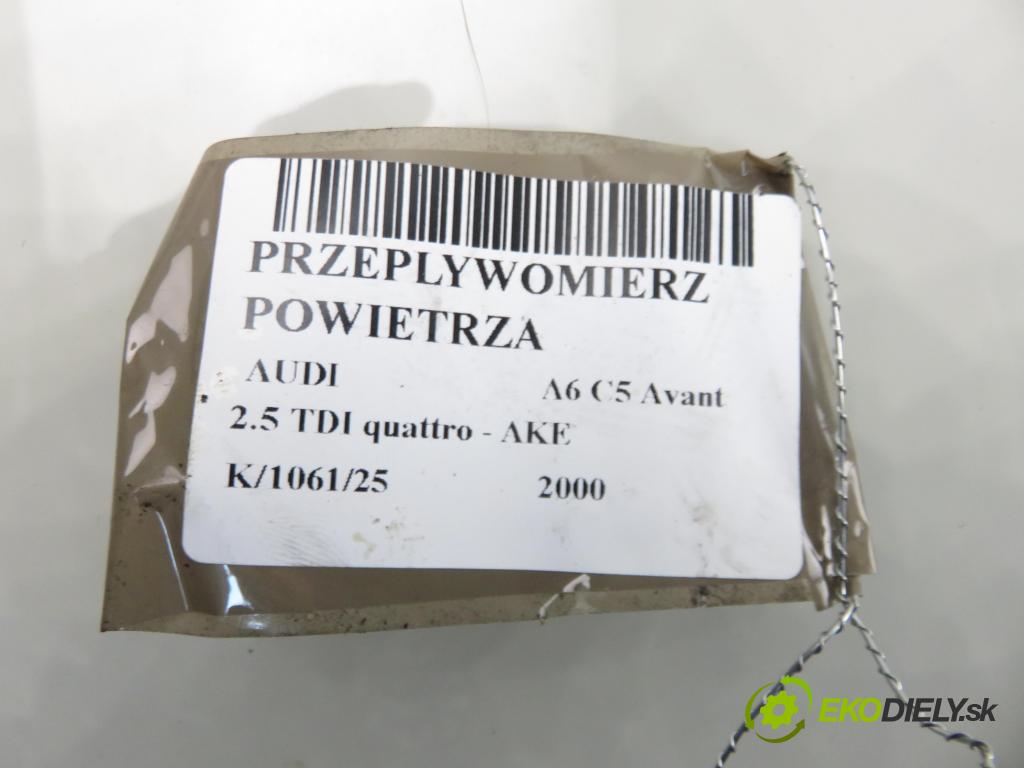 PRZEPLYWOMIERZ
POWIETRZA
AUDI A6 C5 Avant
2.5 TDI quattro - AKE
K/1061/25 2000
EKODIELY.sk